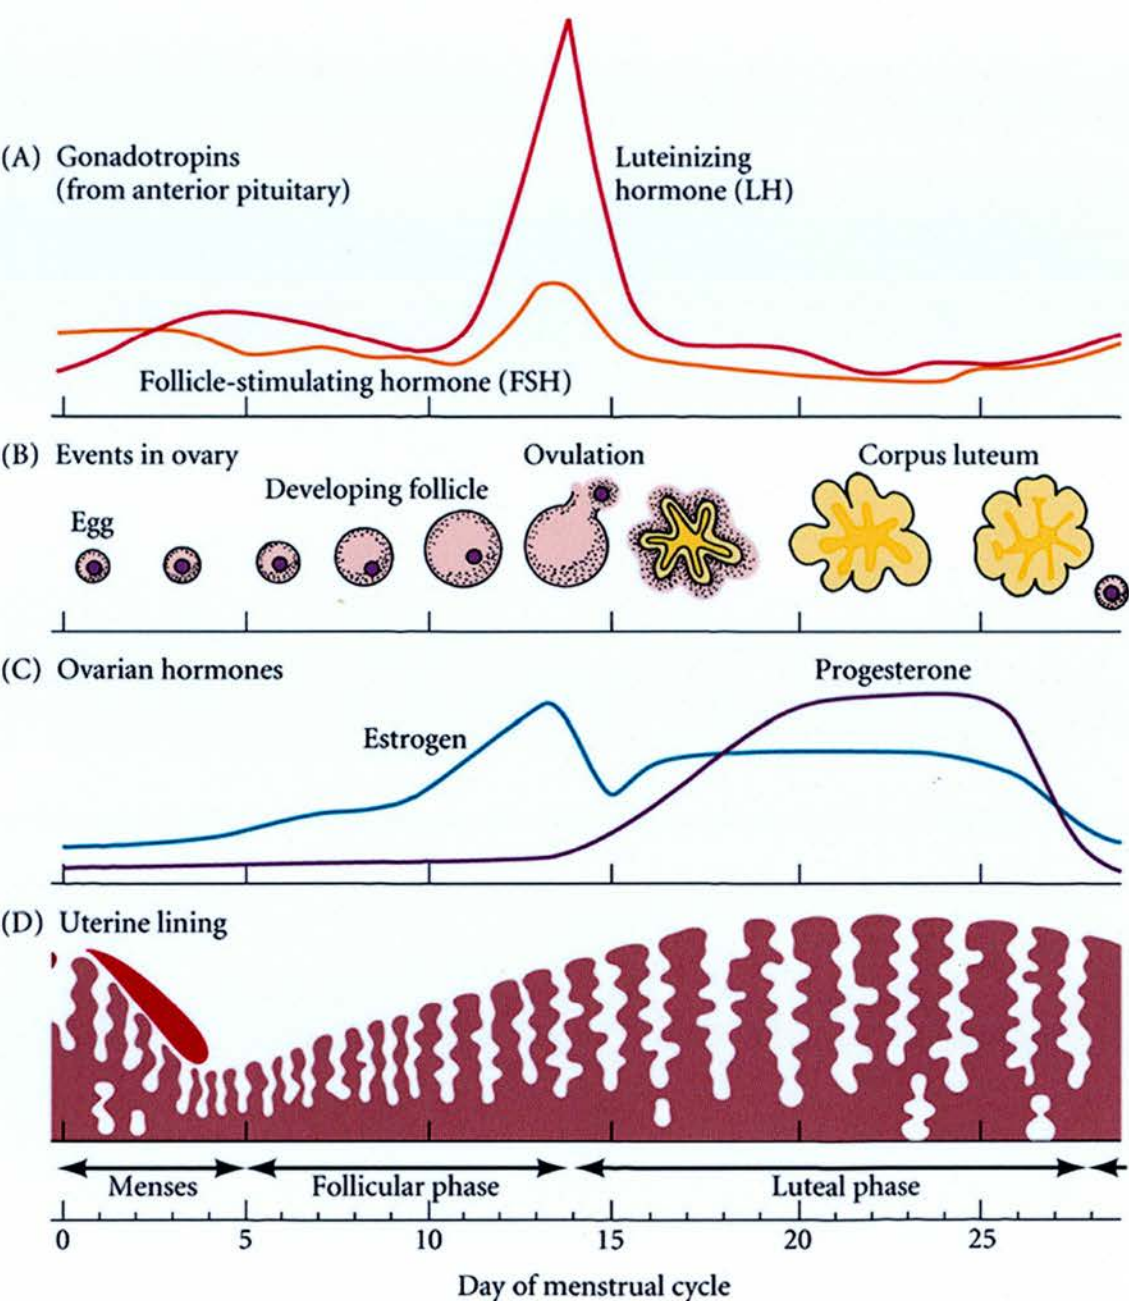 (A) Gonadotropins
(from anterior pituitary)
Luteinizing
hormone (LH)
Follicle-stimulating hormone (FSH)
(B) Events in ovary
Ovulation
Corpus luteum
Developing follicle
Egg
(C) Ovarian hormones
Progesterone
Estrogen
(D) Uterine lining
Menses
Follicular phase
Luteal phase
0 5 10 15 20 25
Day of menstrual cycle